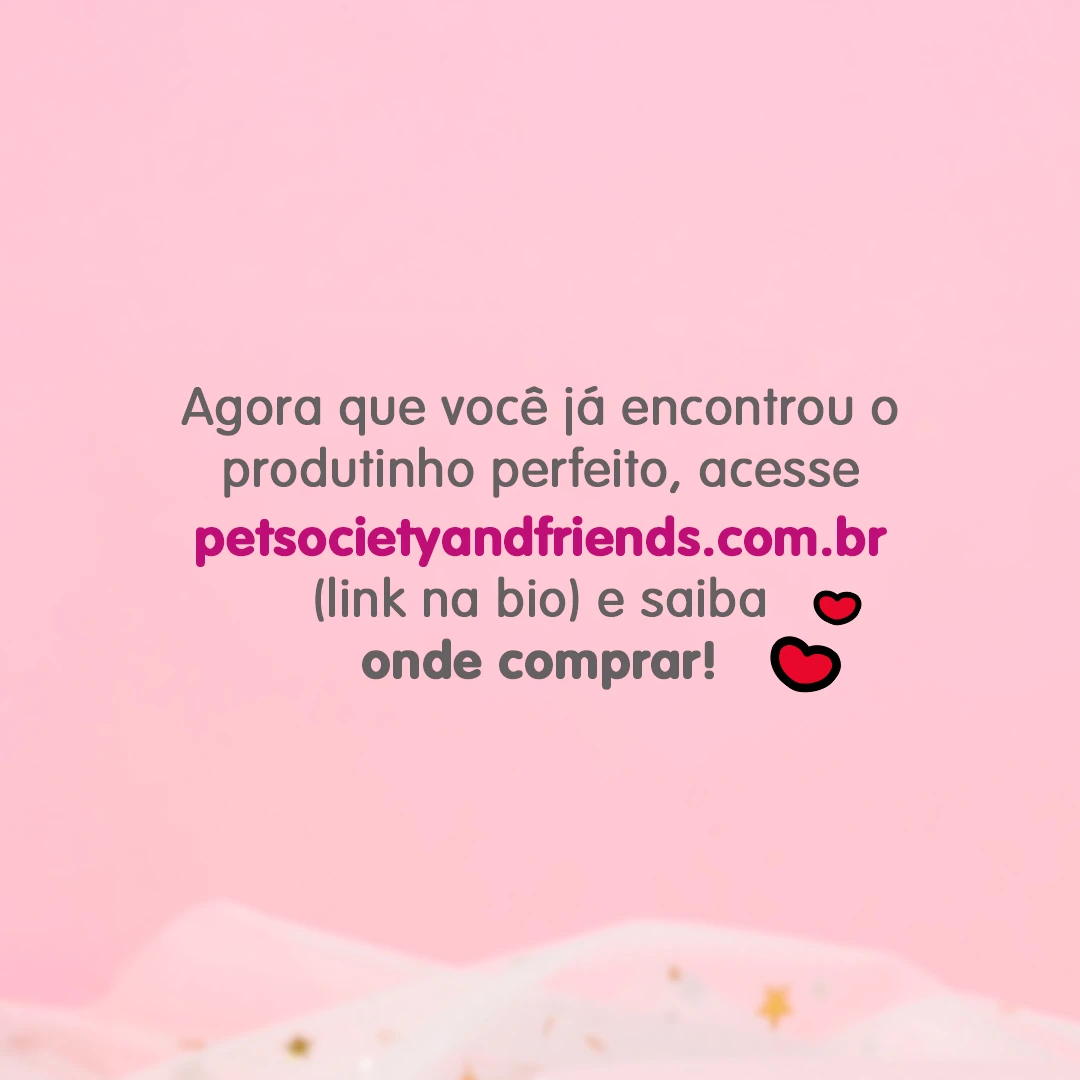 Agora que você já encontrou o
produtinho perfeito, acesse
petsocietyandfriends.com.br
(link na bio) e saiba
onde comprar!